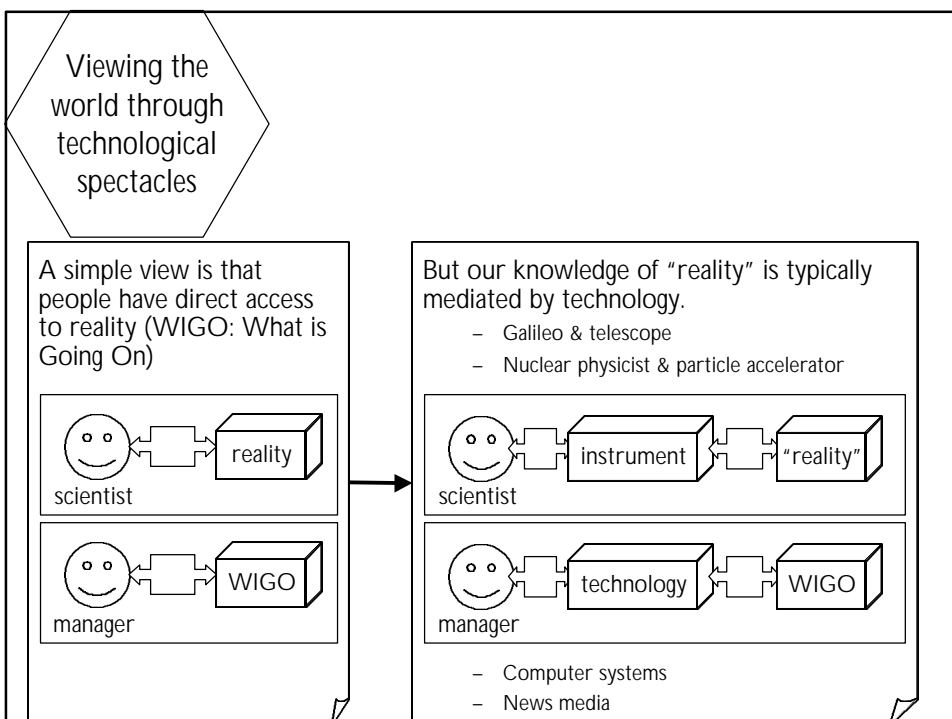 Viewing the
world through
technological
spectacles
A simple view is that
people have direct access
to reality (WIGO: What is
Going On)
reality
scientist
WIGO
manager
But our knowledge of “reality” is typically
mediated by technology.
– Galileo & telescope
– Nuclear physicist & particle accelerator
instrument
“reality”
scientist
technology
WIGO
manager
– Computer systems
– News media